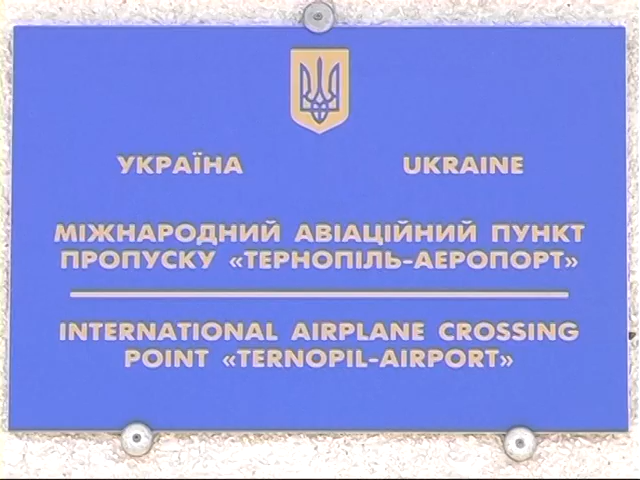 УКРАЇНА UKRAINE
МІЖНАРОДНИЙ АВІАЦІЙНИЙ ПУНКТ
ПРОПУСКУ «ТЕРНОПІЛЬ-АЕРОПОРТ»
INTERNATIONAL AIRPLANE CROSSING
POINT «TERNOPIL-AIRPORT»